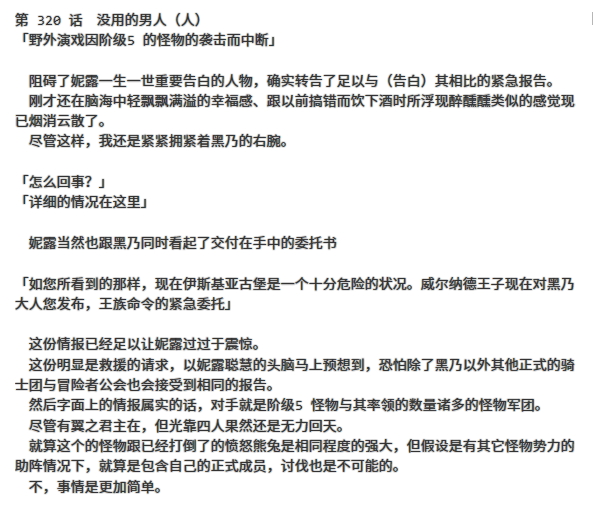 第 320 话  没用的男人（人）
「野外演戏因阶级5 的怪物的袭击而中断」
阻碍了妮露一生一世重要告白的人物，确实转告了足以与（告白）其相比的紧急报告。
刚才还在脑海中轻飘飘满溢的幸福感、跟以前搞错而饮下酒时所浮现醉醺醺类似的感觉现
已烟消云散了。
尽管这样，我还是紧紧拥紧着黑乃的右腕。
「怎么回事？」
「详细的情况在这里」
妮露当然也跟黑乃同时看起了交付在手中的委托书
「如您所看到的那样，现在伊斯基亚古堡是一个十分危险的状况。威尔纳德王子现在对黑乃
大人您发布，王族命令的紧急委托」
这份情报已经足以让妮露过过于震惊。
这份明显是救援的请求，以妮露聪慧的头脑马上预想到，恐怕除了黑乃以外其他正式的骑
士团与冒险者公会也会接受到相同的报告。
然后字面上的情报属实的话，对手就是阶级5 怪物与其率领的数量诸多的怪物军团。
尽管有翼之君主在，但光靠四人果然还是无力回天。
就算这个的怪物跟已经打倒了的愤怒熊兔是相同程度的强大，但假设是有其它怪物势力的
助阵情况下，就算是包含自己的正式成员，讨伐也是不可能的。
不，事情是更加简单。